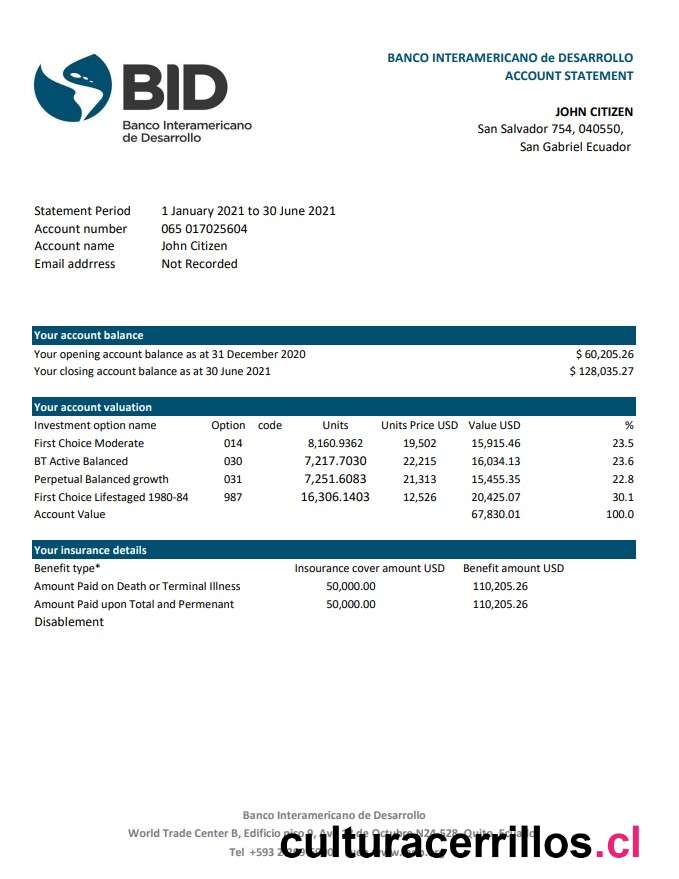 BID
Banco Interamericano
de Desarrollo
BANCO INTERAMERICANO de DESARROLLO
ACCOUNT STATEMENT
JOHN CITIZEN
San Salvador 754, 040550,
San Gabriel Ecuador
Statement Period 1 January 2021 to 30 June 2021
Account number 065 017025604
Account name John Citizen
Email addrress Not Recorded
Your account balance
Your opening account balance as at 31 December 2020 $ 60,205.26
Your closing account balance as at 30 June 2021 $ 128,035.27
Your account valuation
Investment option name Option code Units Units Price USD Value USD %
First Choice Moderate 014 8,160.9362 19,502 15,915.46 23.5
BT Active Balanced 030 7,217.7030 22,215 16,034.13 23.6
Perpetual Balanced growth 031 7,251.6083 21,313 15,455.35 22.8
First Choice Lifestaged 1980-84 987 16,306.1403 12,526 20,425.07 30.1
Account Value 67,830.01 100.0
Your insurance details
Benefit type* Insourance cover amount USD Benefit amount USD
Amount Paid on Death or Terminal Illness 50,000.00 110,205.26
Amount Paid upon Total and Permenant 50,000.00 110,205.26
Disablement
Banco Interamericano de Desarrollo
World Trade Center B, Edificio piso 9, Av. de Octubre N24-528, Quito, Ecuador
Tel +593 2
culturacerrillos.cl